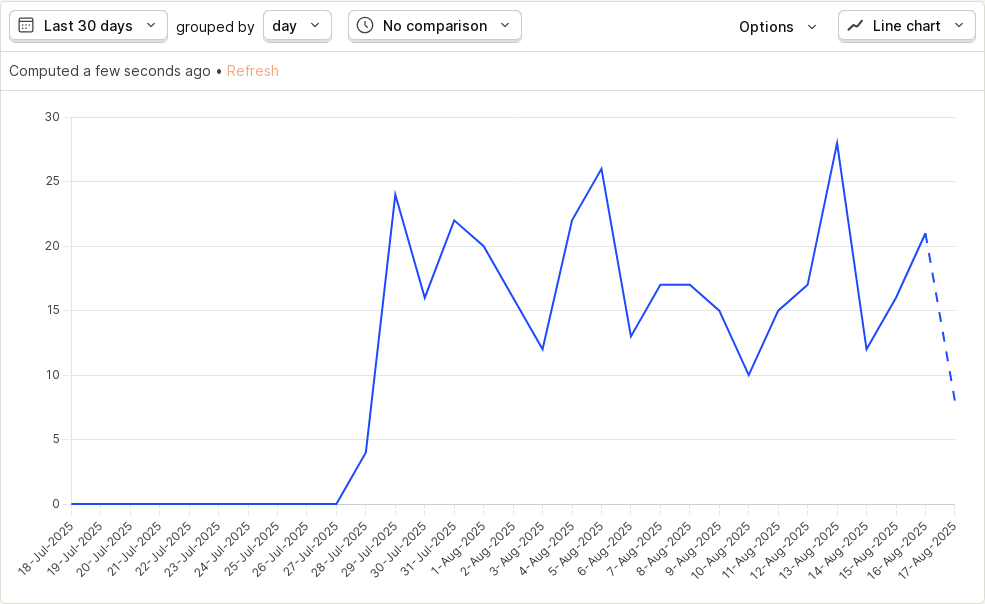 Last 30 days grouped by day No comparison Options Line chart
Computed a few seconds ago • Refresh
30
25
20
15
10
5
0
18-Jul-2025
19-Jul-2025
20-Jul-2025
21-Jul-2025
22-Jul-2025
23-Jul-2025
24-Jul-2025
25-Jul-2025
26-Jul-2025
27-Jul-2025
28-Jul-2025
29-Jul-2025
30-Jul-2025
31-Jul-2025
1-Aug-2025
2-Aug-2025
3-Aug-2025
4-Aug-2025
5-Aug-2025
6-Aug-2025
7-Aug-2025
8-Aug-2025
9-Aug-2025
10-Aug-2025
11-Aug-2025
12-Aug-2025
13-Aug-2025
14-Aug-2025
15-Aug-2025
16-Aug-2025
17-Aug-2025